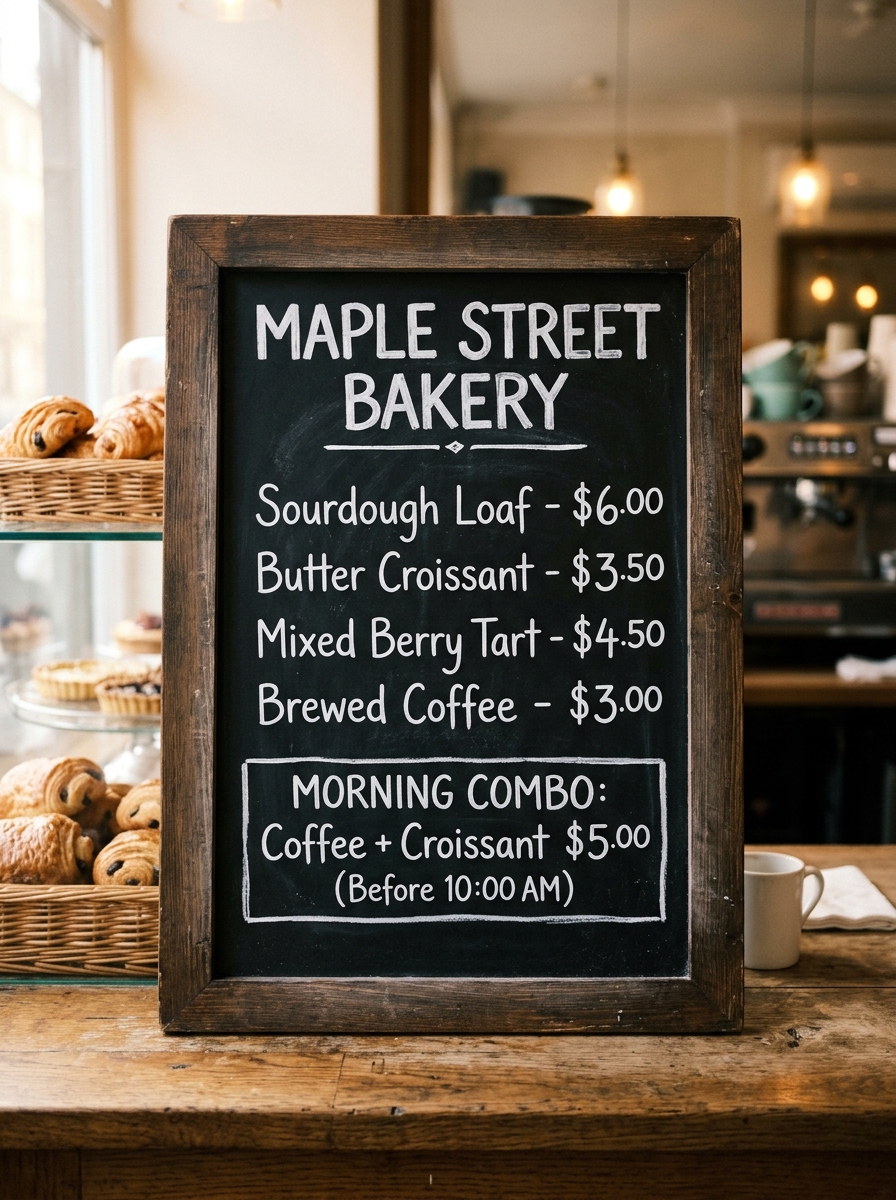 MAPLE STREET
BAKERY
Sourdough Loaf - $6.00
Butter Croissant - $3.50
Mixed Berry Tart - $4.50
Brewed Coffee - $3.00
MORNING COMBO:
Coffee + Croissant $5.00
(Before 10:00 AM)